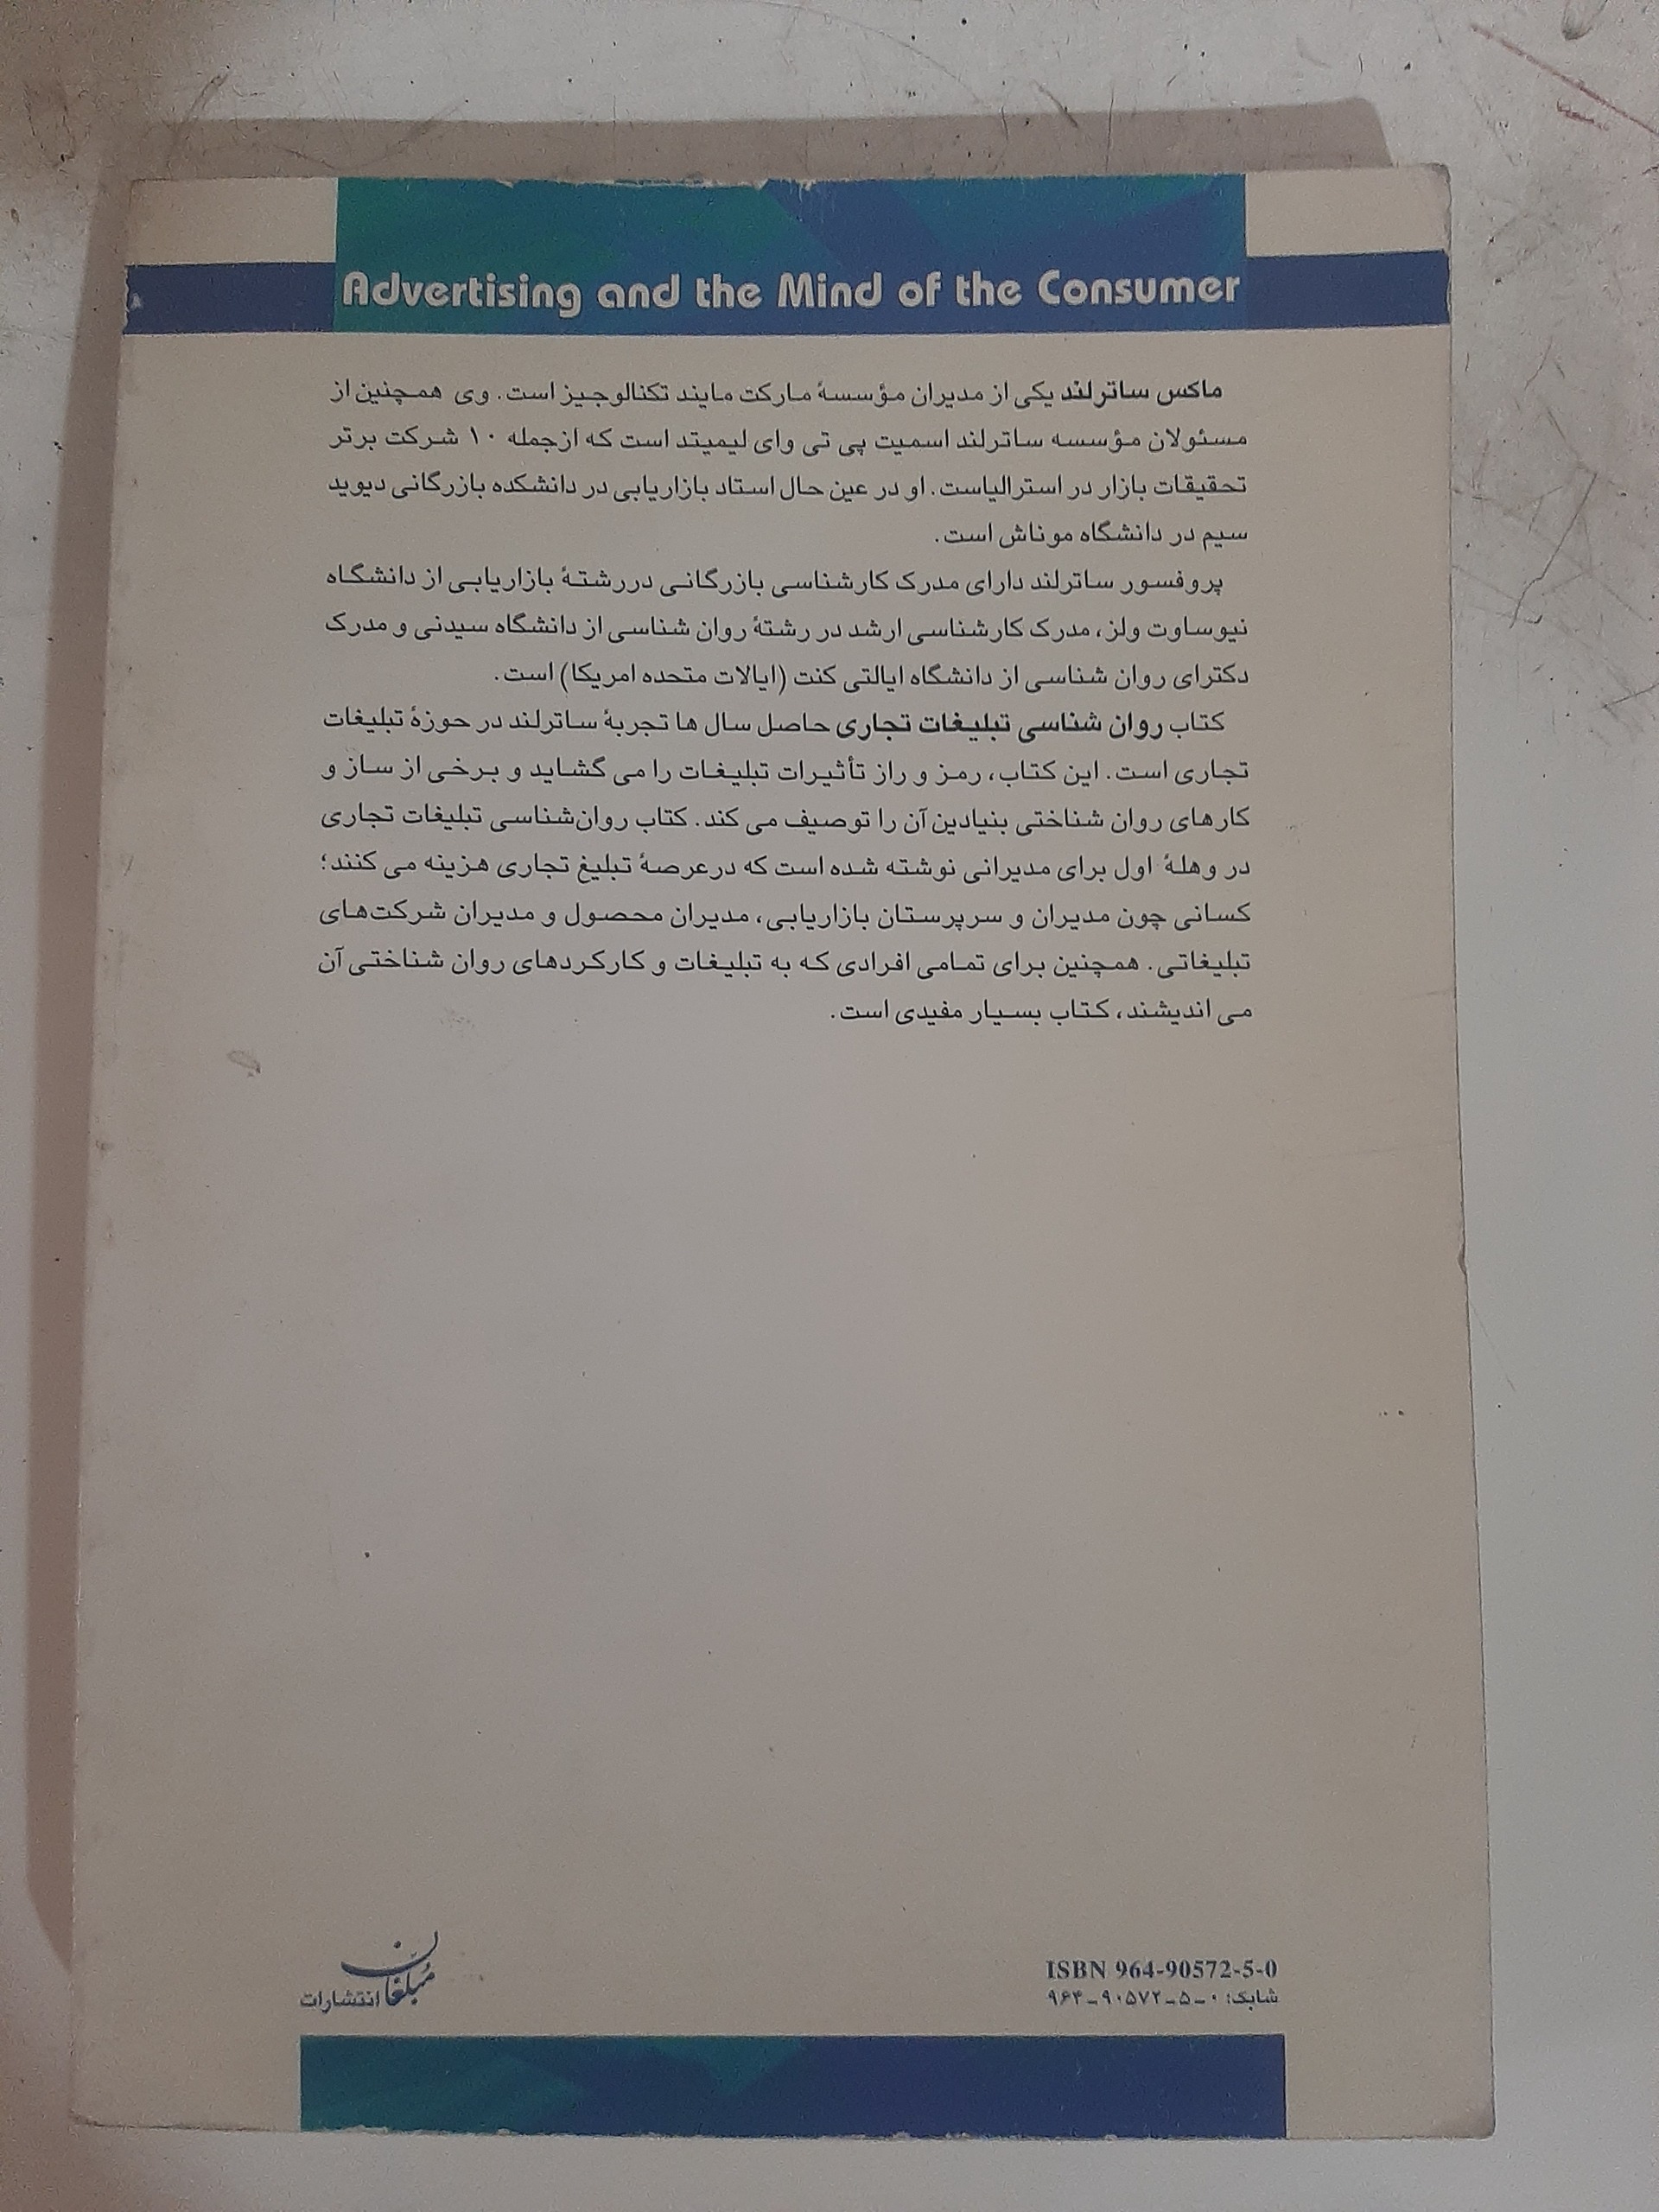 Advertising and the Mind of the Consumer
ماکس ساترلند یکی از مدیران مؤسسهٔ مارکت مایند تکنالوجیز است. وی همچنین از
مسئولان مؤسسه ساترلند اسمیت پی تی وای لیمیتد است که ازجمله ۱۰ شرکت برتر
تحقیقات بازار در استرالیاست. او در عین حال استاد بازاریابی در دانشکده بازرگانی دیوید
سیم در دانشگاه موناش است.
پروفسور ساترلند دارای مدرک کارشناسی بازرگانی دررشتهٔ بازاریابی از دانشگاه
نیوساوت ولز، مدرک کارشناسی ارشد در رشتهٔ روان شناسی از دانشگاه سیدنی و مدرک
دکترای روان شناسی از دانشگاه ایالتی کنت (ایالات متحده امریکا) است.
کتاب روان شناسی تبلیغات تجاری حاصل سال ها تجربهٔ ساترلند در حوزهٔ تبلیغات
تجاری است. این کتاب، رمز و راز تأثیرات تبلیغات را می گشاید و برخی از ساز و
کارهای روان شناختی بنیادین آن را توصیف می کند. کتاب روان‌شناسی تبلیغات تجاری
در وهلهٔ اول برای مدیرانی نوشته شده است که درعرصهٔ تبلیغ تجاری هزینه می کنند؛
کسانی چون مدیران و سرپرستان بازاریابی، مدیران محصول و مدیران شرکت‌های
تبلیغاتی. همچنین برای تمامی افرادی که به تبلیغات و کارکردهای روان شناختی آن
می اندیشند، کتاب بسیار مفیدی است.
ISBN 964-90572-5-0
شابک: ۰-۵-۹۰۵۷۲-۹۶۴
انتشارات مبلغان